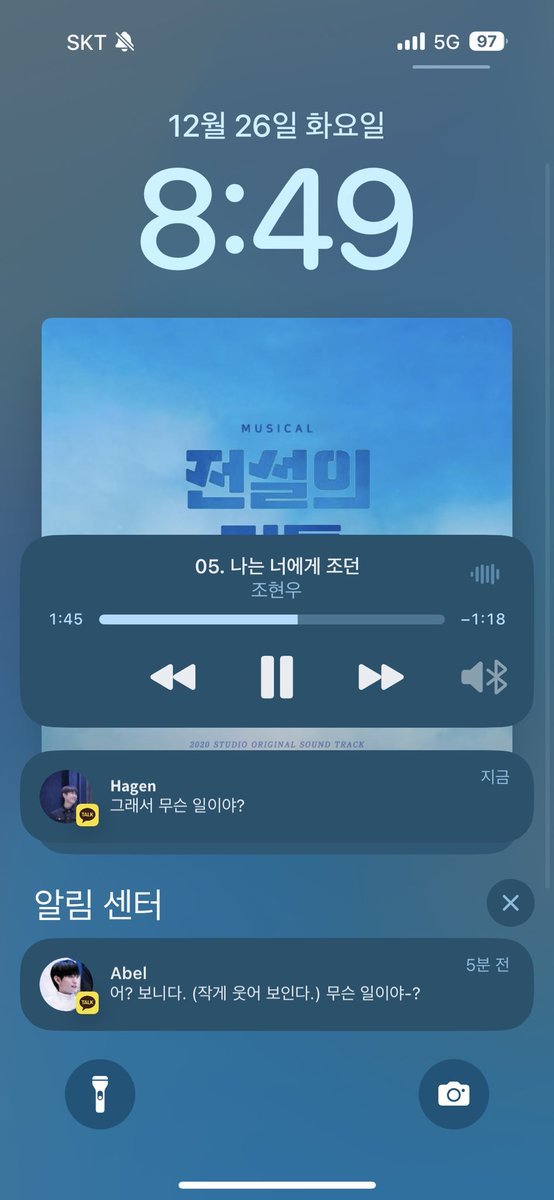 SKT
5G
97
12월 26일 화요일
8:49
MUSICAL
전설의
05. 나는 너에게 조던
조현우
1:45
−1:18
2020 STUDIO ORIGINAL SOUND TRACK
Hagen
지금
그래서 무슨 일이야?
TALK
알림 센터
Abel
5분 전
어? 보니다. (작게 웃어 보인다.) 무슨 일이야-?
TALK